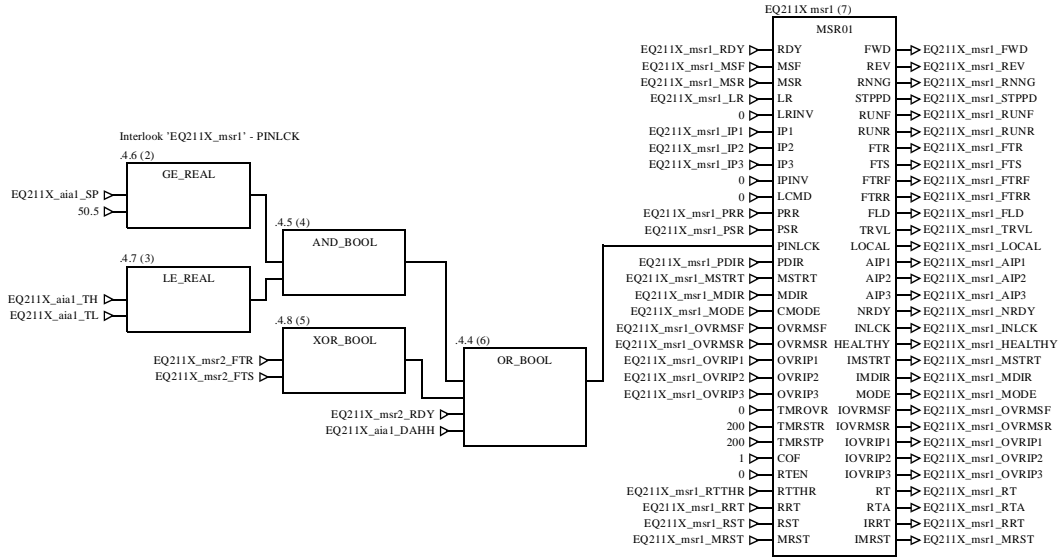 EQ211X msr1 (7)
MSR01
EQ211X_msr1_RDY RDY FWD EQ211X_msr1_FWD
EQ211X_msr1_MSF MSF REV EQ211X_msr1_REV
EQ211X_msr1_MSR MSR RNNG EQ211X_msr1_RNNG
EQ211X_msr1_LR LR STPPD EQ211X_msr1_STPPD
0 LRINV RUNF EQ211X_msr1_RUNF
EQ211X_msr1_IP1 IP1 RUNR EQ211X_msr1_RUNR
EQ211X_msr1_IP2 IP2 FTR EQ211X_msr1_FTR
EQ211X_msr1_IP3 IP3 FTS EQ211X_msr1_FTS
0 IPINV FTRF EQ211X_msr1_FTRF
0 LCMD FTRR EQ211X_msr1_FTRR
EQ211X_msr1_PRR PRR FLD EQ211X_msr1_FLD
EQ211X_msr1_PSR PSR TRVL EQ211X_msr1_TRVL
PINLCK LOCAL EQ211X_msr1_LOCAL
EQ211X_msr1_PDIR PDIR AIP1 EQ211X_msr1_AIP1
EQ211X_msr1_MSTRT MSTRT AIP2 EQ211X_msr1_AIP2
EQ211X_msr1_MDIR MDIR AIP3 EQ211X_msr1_AIP3
EQ211X_msr1_MODE CMODE NRDY EQ211X_msr1_NRDY
EQ211X_msr1_OVRMSF OVRMSF INLCK EQ211X_msr1_INLCK
EQ211X_msr1_OVRMSR OVRMSR HEALTHY EQ211X_msr1_HEALTHY
EQ211X_msr1_OVRIP1 OVRIP1 IMSTRT EQ211X_msr1_MSTRT
EQ211X_msr1_OVRIP2 OVRIP2 IMDIR EQ211X_msr1_MDIR
EQ211X_msr1_OVRIP3 OVRIP3 MODE EQ211X_msr1_MODE
0 TMROVR IOVRMSF EQ211X_msr1_OVRMSF
200 TMRSTR IOVRMSR EQ211X_msr1_OVRMSR
200 TMRSTP IOVRIP1 EQ211X_msr1_OVRIP1
1 COF IOVRIP2 EQ211X_msr1_OVRIP2
0 RTEN IOVRIP3 EQ211X_msr1_OVRIP3
EQ211X_msr1_RTTHR RTTHR RT EQ211X_msr1_RT
EQ211X_msr1_RRT RRT RTA EQ211X_msr1_RTA
EQ211X_msr1_RST RST IRRT EQ211X_msr1_RRT
EQ211X_msr1_MRST MRST IMRST EQ211X_msr1_MRST
Interlook 'EQ211X_msr1' - PINLCK
.4.6 (2)
GE_REAL
EQ211X_aia1_SP
50.5
.4.7 (3)
LE_REAL
EQ211X_aia1_TH
EQ211X_aia1_TL
.4.5 (4)
AND_BOOL
.4.8 (5)
XOR_BOOL
EQ211X_msr2_FTR
EQ211X_msr2_FTS
.4.4 (6)
OR_BOOL
EQ211X_msr2_RDY
EQ211X_aia1_DAHH